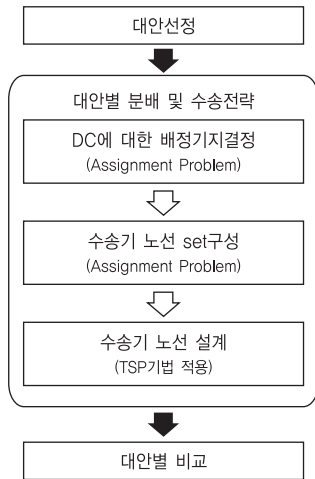 대안선정
대안별 분배 및 수송전략
DC에 대한 배정기지결정
(Assignment Problem)
수송기 노선 set구성
(Assignment Problem)
수송기 노선 설계
(TSP기법 적용)
대안별 비교